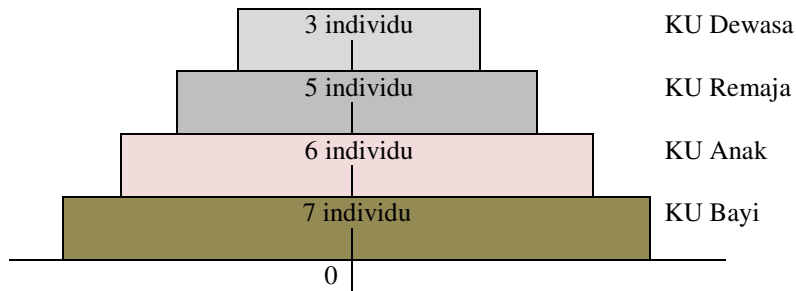 3 individu KU Dewasa
5 individu KU Remaja
6 individu KU Anak
7 individu KU Bayi
0